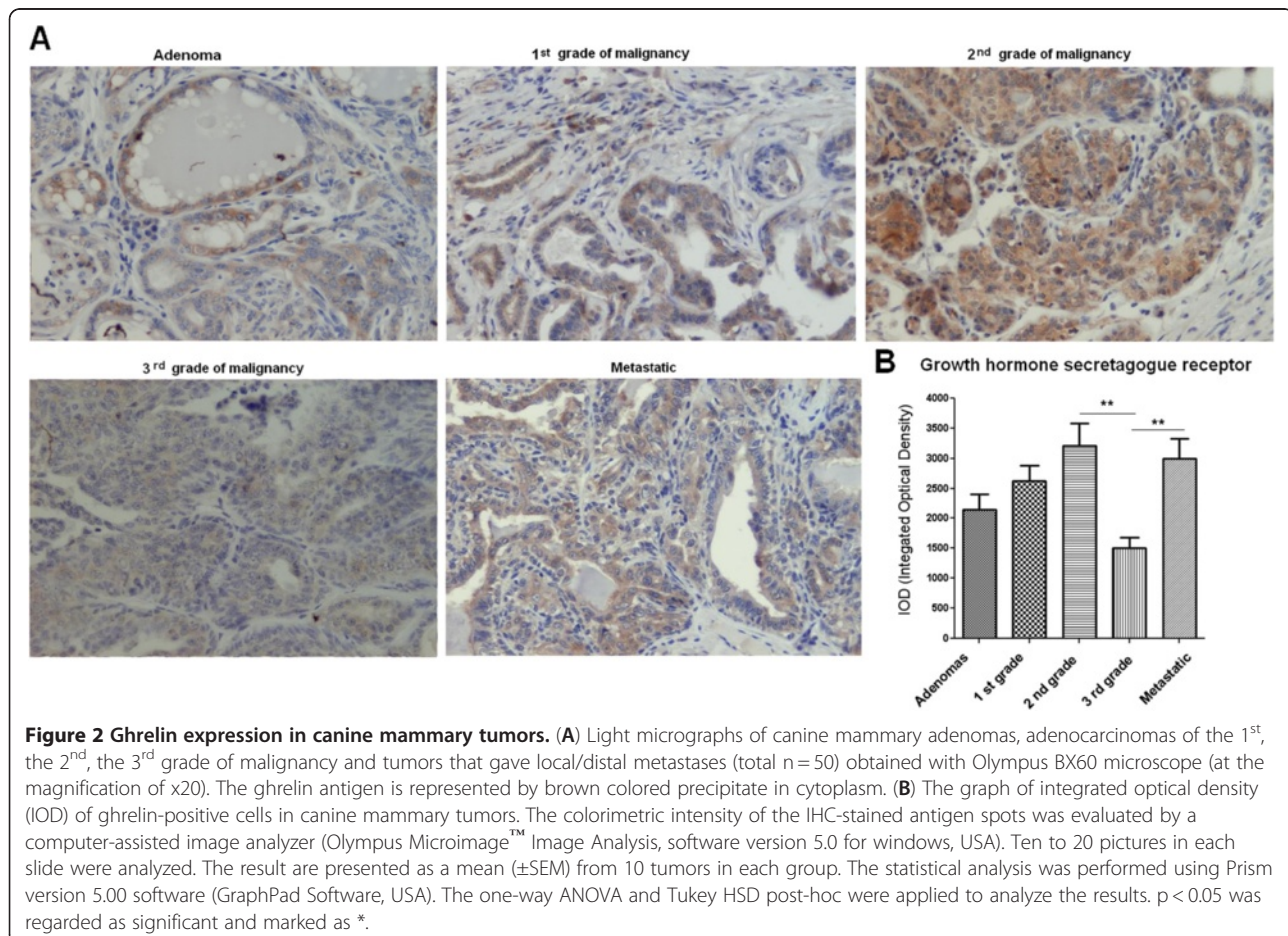 A
Adenoma
1st grade of malignancy
2nd grade of malignancy
3 rd grade of malignancy
Metastatic
B
Growth hormone secretagogue receptor
IOD (Integated Optical Density)
4000
3500
3000
2500
2000
1500
1000
500
0
**
**
Adenomas
1 st grade
2 nd grade
3 rd grade
Metastatic
Figure 2 Ghrelin expression in canine mammary tumors. (A) Light micrographs of canine mammary adenomas, adenocarcinomas of the 1st,
the 2nd, the 3rd grade of malignancy and tumors that gave local/distal metastases (total n = 50) obtained with Olympus BX60 microscope (at the
magnification of x20). The ghrelin antigen is represented by brown colored precipitate in cytoplasm. (B) The graph of integrated optical density
(IOD) of ghrelin-positive cells in canine mammary tumors. The colorimetric intensity of the IHC-stained antigen spots was evaluated by a
computer-assisted image analyzer (Olympus Microimage™ Image Analysis, software version 5.0 for windows, USA). Ten to 20 pictures in each
slide were analyzed. The result are presented as a mean (±SEM) from 10 tumors in each group. The statistical analysis was performed using Prism
version 5.00 software (GraphPad Software, USA). The one-way ANOVA and Tukey HSD post-hoc were applied to analyze the results. p < 0.05 was
regarded as significant and marked as *.